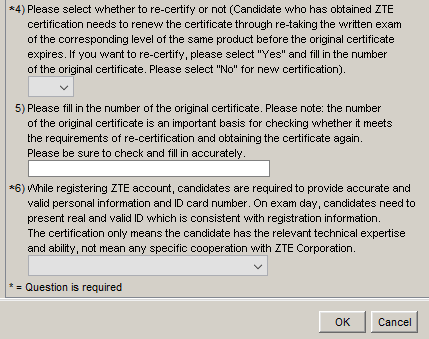 *4) Please select whether to re-certify or not (Candidate who has obtained ZTE
certification needs to renew the certificate through re-taking the written exam
of the corresponding level of the same product before the original certificate
expires. If you want to re-certify, please select "Yes" and fill in the number
of the original certificate. Please select "No" for new certification).
5) Please fill in the number of the original certificate. Please note: the number
of the original certificate is an important basis for checking whether it meets
the requirements of re-certification and obtaining the certificate again.
Please be sure to check and fill in accurately.
*6) While registering ZTE account, candidates are required to provide accurate and
valid personal information and ID card number. On exam day, candidates need to
present real and valid ID which is consistent with registration information.
The certification only means the candidate has the relevant technical expertise
and ability, not mean any specific cooperation with ZTE Corporation.
* = Question is required
OK
Cancel